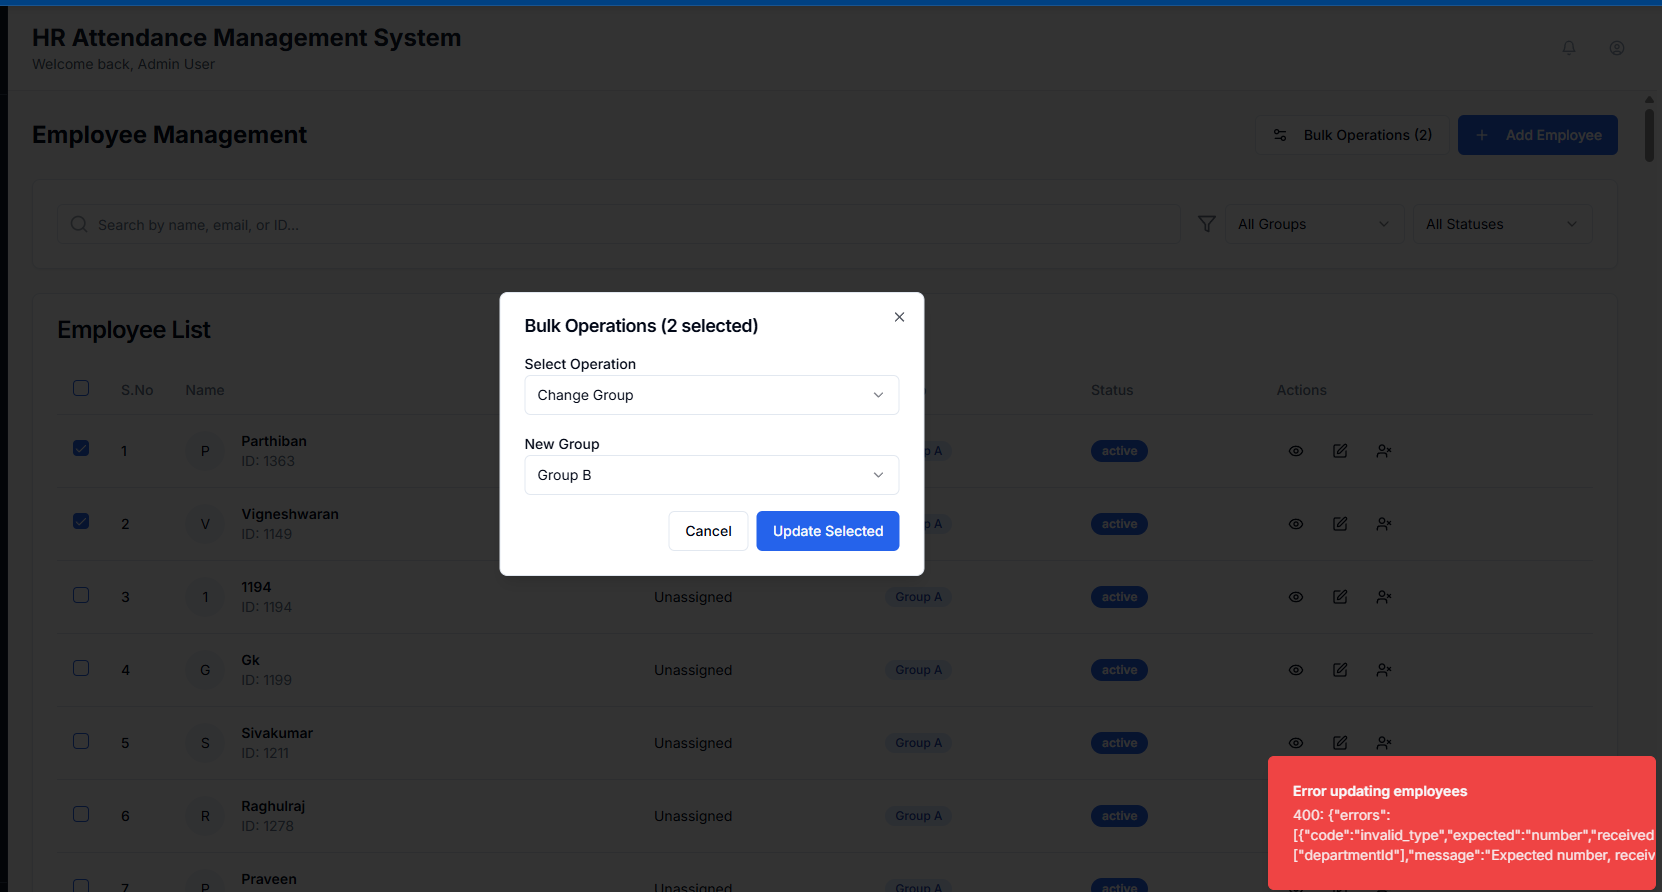 HR Attendance Management System
Welcome back, Admin User
Employee Management
Bulk Operations (2)
+ Add Employee
Search by name, email, or ID...
All Groups
All Statuses
Employee List
S.No Name Status Actions
1 P Parthiban p A active
ID: 1363
2 V Vigneshwaran p A active
ID: 1149
3 1 1194 Unassigned Group A active
ID: 1194
4 G Gk Unassigned Group A active
ID: 1199
5 S Sivakumar Unassigned Group A active
ID: 1211
6 R Raghulraj Unassigned Group A active
ID: 1278
7 P Praveen Unassigned Group A active
Bulk Operations (2 selected)
Select Operation
Change Group
New Group
Group B
Cancel
Update Selected
Error updating employees
400: {"errors":
[{"code":"invalid_type","expected":"number","received
["departmentId"],"message":"Expected number, receiv